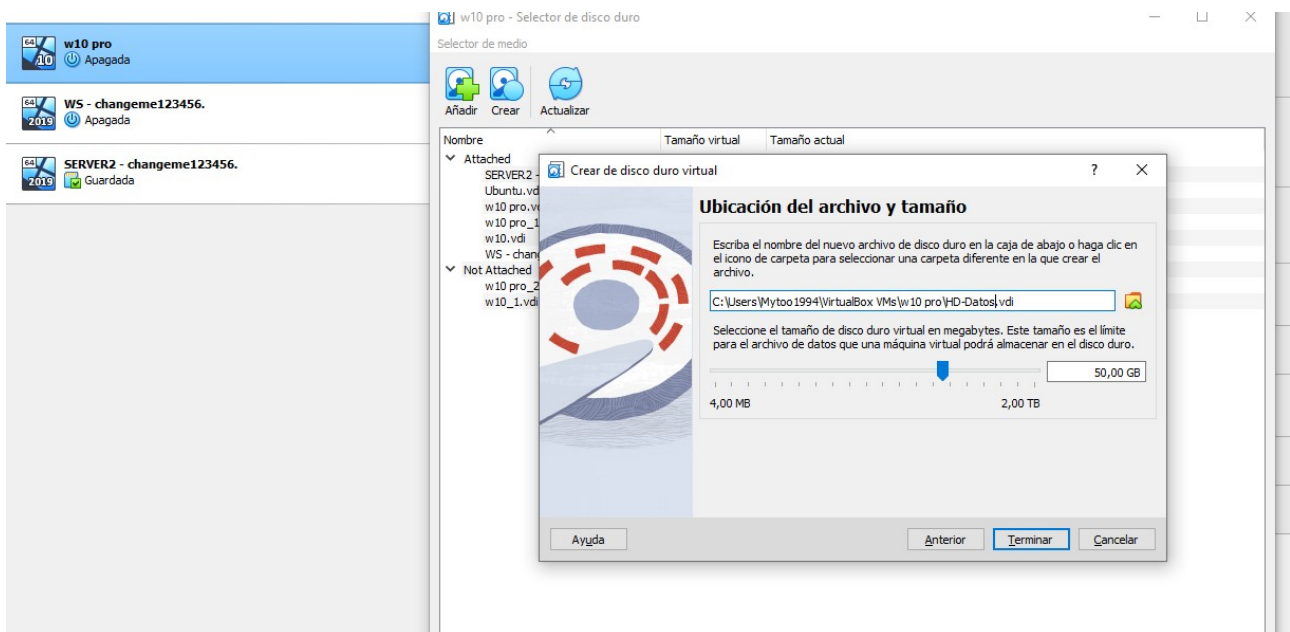 w10 pro - Selector de disco duro
Selector de medio
64
10
w10 pro
Apagada
64
2019
WS - changeme123456.
Apagada
64
2019
SERVER2 - changeme123456.
Guardada
Añadir
Crear
Actualizar
Nombre
Tamaño virtual
Tamaño actual
Attached
SERVER2 -
Ubuntu.vd
w10 pro.v
w10 pro_1
w10.vdi
WS - chan
Not Attached
w10 pro_2
w10_1.vdi
Crear de disco duro virtual
?
Ubicación del archivo y tamaño
Escriba el nombre del nuevo archivo de disco duro en la caja de abajo o haga clic en
el icono de carpeta para seleccionar una carpeta diferente en la que crear el
archivo.
C:\Users\Mytoo1994\VirtualBox VMs\w10 pro\HD-Datos.vdi
Seleccione el tamaño de disco duro virtual en megabytes. Este tamaño es el límite
para el archivo de datos que una máquina virtual podrá almacenar en el disco duro.
50,00 GB
4,00 MB
2,00 TB
Ayuda
Anterior
Terminar
Cancelar